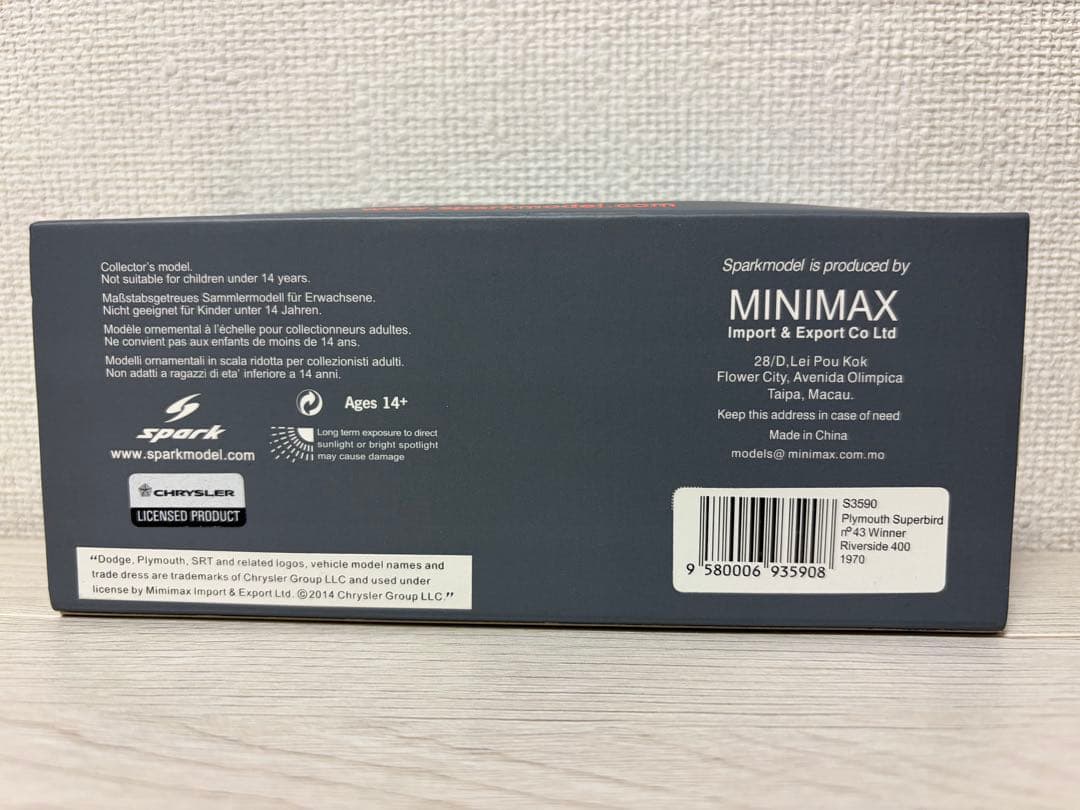 www.sparkmodel.com
Collector's model.
Not suitable for children under 14 years.
Maßstabsgetreues Sammlermodell für Erwachsene.
Nicht geeignet für Kinder unter 14 Jahren.
Modèle ornemental à l'échelle pour collectionneurs adultes.
Ne convient pas aux enfants de moins de 14 ans.
Modelli ornamentali in scala ridotta per collezionisti adulti.
Non adatti a ragazzi di eta' inferiore a 14 anni.
spark
www.sparkmodel.com
Ages 14+
Long term exposure to direct
sunlight or bright spotlight
may cause damage
CHRYSLER
LICENSED PRODUCT
"Dodge, Plymouth, SRT and related logos, vehicle model names and
trade dress are trademarks of Chrysler Group LLC and used under
license by Mimimax Import & Export Ltd. ©2014 Chrysler Group LLC."
Sparkmodel is produced by
MINIMAX
Import & Export Co Ltd
28/D,Lei Pou Kok
Flower City, Avenida Olimpica
Taipa, Macau.
Keep this address in case of need
Made in China
models@ minimax.com.mo
S3590
Plymouth Superbird
nº43 Winner
Riverside 400
1970
9 580006 935908